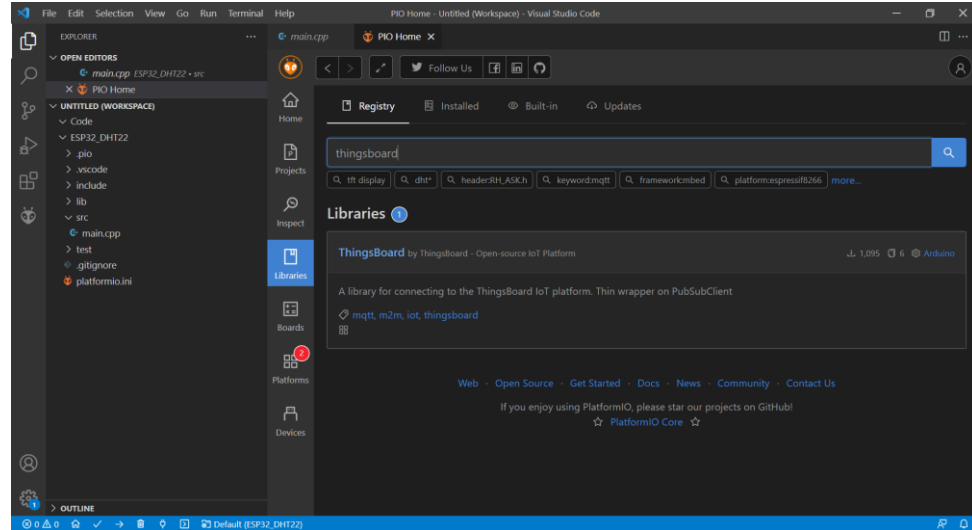 File Edit Selection View Go Run Terminal Help
PIO Home - Untitled (Workspace) - Visual Studio Code
EXPLORER
OPEN EDITORS
main.cpp ESP32_DHT22 • src
PIO Home
UNTITLED (WORKSPACE)
Code
ESP32_DHT22
.pio
.vscode
include
lib
src
main.cpp
test
.gitignore
platformio.ini
OUTLINE
main.cpp
PIO Home
Follow Us
Home
Projects
Inspect
Libraries
Boards
2
Platforms
Devices
Registry Installed Built-in Updates
thingsboard
tft display dht* header:RH_ASK.h keyword:mqtt framework:mbed platform:espressif8266 more...
Libraries 1
ThingsBoard by ThingsBoard - Open-source IoT Platform 1,095 6 Arduino
A library for connecting to the ThingsBoard IoT platform. Thin wrapper on PubSubClient
mqtt, m2m, iot, thingsboard
Web · Open Source · Get Started · Docs · News · Community · Contact Us
If you enjoy using PlatformIO, please star our projects on GitHub!
☆ PlatformIO Core ☆
1
0 0 Default (ESP32_DHT22)